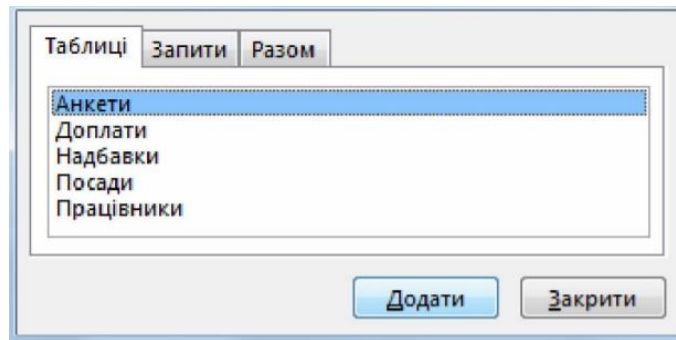 Таблиці Запити Разом
Анкети
Доплати
Надбавки
Посади
Працівники
Додати Закрити